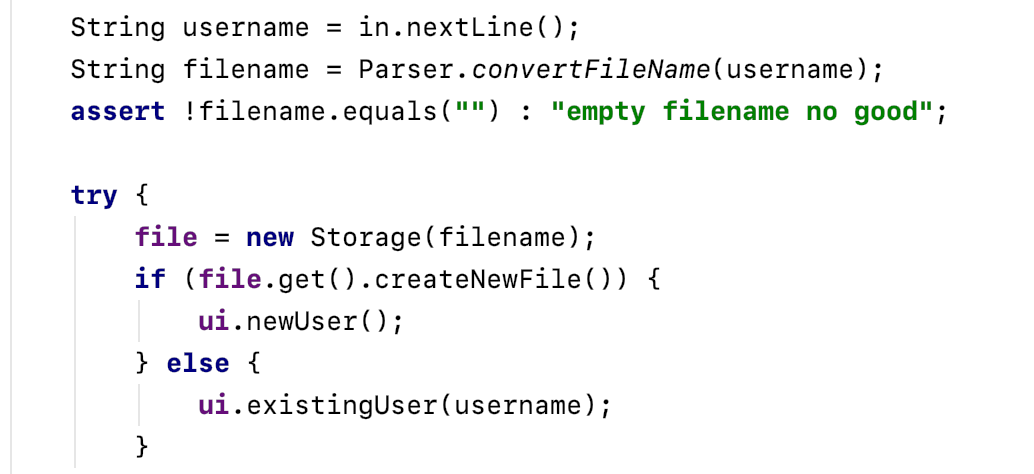 String username = in.nextLine();
String filename = Parser.convertFileName(username);
assert !filename.equals("") : "empty filename no good";
try {
file = new Storage(filename);
if (file.get().createNewFile()) {
ui.newUser();
} else {
ui.existingUser(username);
}